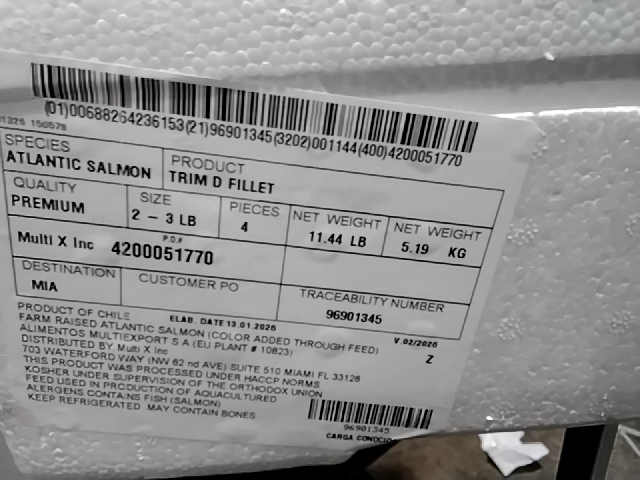 (01)00688264236153(21)96901345(3202)001144(400)4200051770
SPECIES
ATLANTIC SALMON
PRODUCT
TRIM D FILLET
QUALITY
PREMIUM
SIZE
2 - 3 LB
PIECES
4
NET WEIGHT
11.44 LB
NET WEIGHT
5.19 KG
Multi X Inc
P.O#
4200051770
DESTINATION
MIA
CUSTOMER PO
TRACEABILITY NUMBER
96901345
PRODUCT OF CHILE
ELAB. DATE 13.01.2026
V.02/2026
FARM RAISED ATLANTIC SALMON (COLOR ADDED THROUGH FEED)
Z
ALIMENTOS MULTIEXPORT S A (EU PLANT # 10823)
DISTRIBUTED BY Multi X Inc
703 WATERFORD WAY (NW 62 nd AVE) SUITE 510 MIAMI FL 33126
THIS PRODUCT WAS PROCESSED UNDER HACCP NORMS
KOSHER UNDER SUPERVISION OF THE ORTHODOX UNION
FEED USED IN PRODUCTION OF AQUACULTURED
ALERGENS CONTAINS FISH (SALMON)
KEEP REFRIGERATED MAY CONTAIN BONES
96901345
CARGA CONOCID